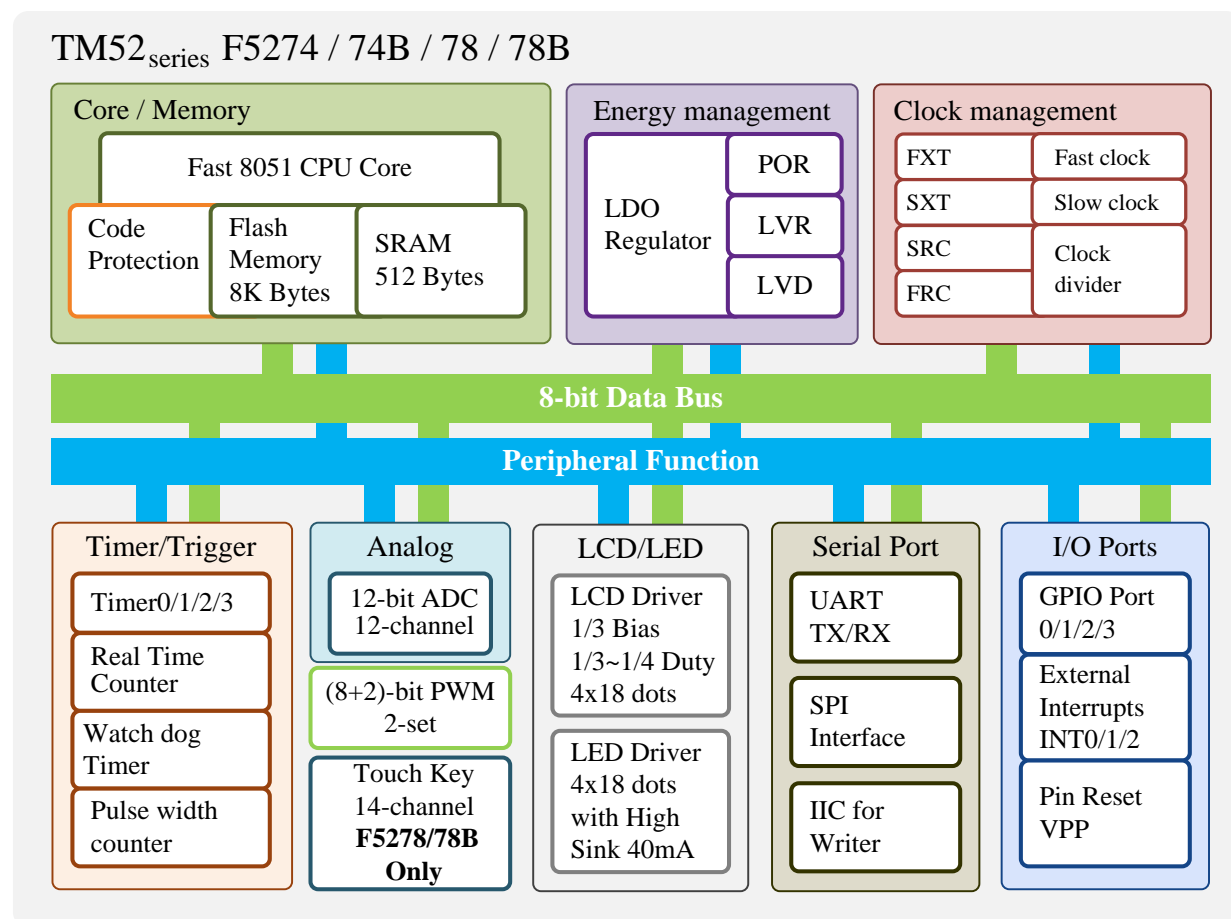 TM52series F5274 / 74B / 78 / 78B
Core / Memory
Fast 8051 CPU Core
Code
Protection
Flash
Memory
8K Bytes
SRAM
512 Bytes
Energy management
LDO
Regulator
POR
LVR
LVD
Clock management
FXT
SXT
SRC
FRC
Fast clock
Slow clock
Clock
divider
8-bit Data Bus
Peripheral Function
Timer/Trigger
Timer0/1/2/3
Real Time
Counter
Watch dog
Timer
Pulse width
counter
Analog
12-bit ADC
12-channel
(8+2)-bit PWM
2-set
Touch Key
14-channel
F5278/78B
Only
LCD/LED
LCD Driver
1/3 Bias
1/3~1/4 Duty
4x18 dots
LED Driver
4x18 dots
with High
Sink 40mA
Serial Port
UART
TX/RX
SPI
Interface
IIC for
Writer
I/O Ports
GPIO Port
0/1/2/3
External
Interrupts
INT0/1/2
Pin Reset
VPP